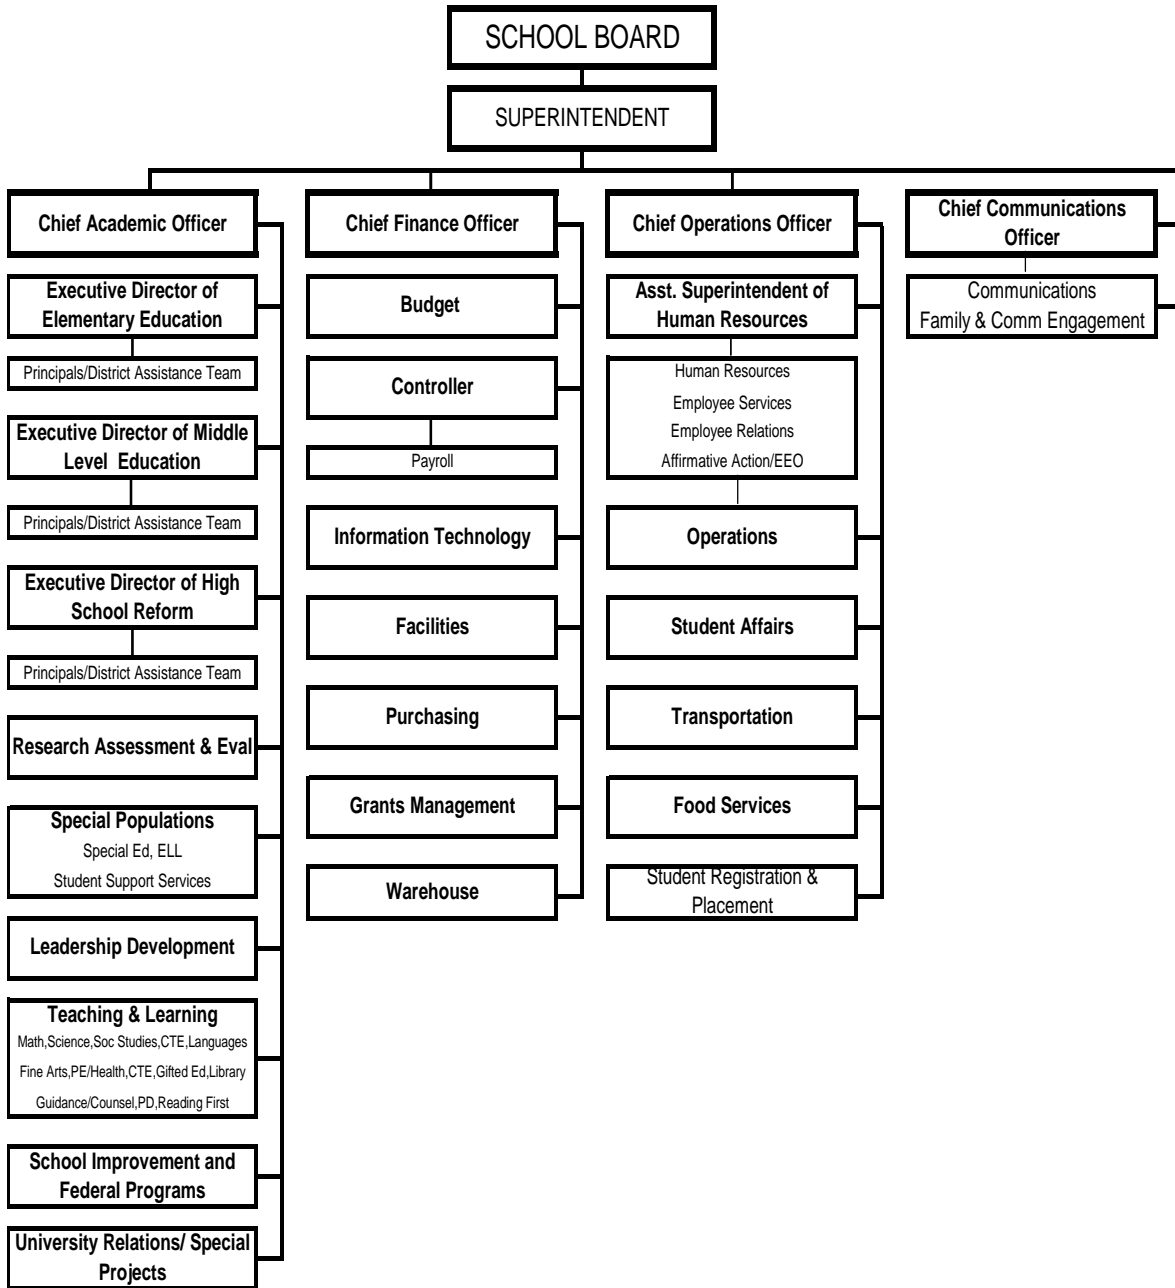 SCHOOL BOARD
SUPERINTENDENT
Chief Academic Officer
Executive Director of
Elementary Education
Principals/District Assistance Team
Executive Director of Middle
Level Education
Principals/District Assistance Team
Executive Director of High
School Reform
Principals/District Assistance Team
Research Assessment & Eval
Special Populations
Special Ed, ELL
Student Support Services
Leadership Development
Teaching & Learning
Math,Science,Soc Studies,CTE,Languages
Fine Arts,PE/Health,CTE,Gifted Ed,Library
Guidance/Counsel,PD,Reading First
School Improvement and
Federal Programs
University Relations/ Special
Projects
Chief Finance Officer
Budget
Controller
Payroll
Information Technology
Facilities
Purchasing
Grants Management
Warehouse
Chief Operations Officer
Asst. Superintendent of
Human Resources
Human Resources
Employee Services
Employee Relations
Affirmative Action/EEO
Operations
Student Affairs
Transportation
Food Services
Student Registration &
Placement
Chief Communications
Officer
Communications
Family & Comm Engagement